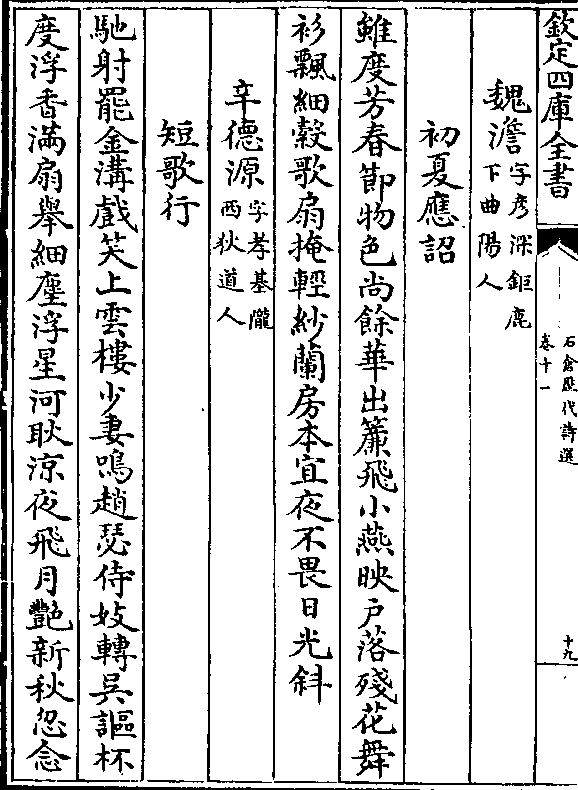 欽定四庫全書
石倉歷代詩選
卷十一
十九
魏澹字彥深鉅鹿
下曲陽人
初夏應詔
雖度芳春節物色尚餘華出簾飛小燕映户落殘花舞
衫飄細縠歌扇掩輕紗蘭房本宜夜不畏日光斜
辛德源字孝基隴
西狄道人
短歌行
馳射罷金溝戲笑上雲樓少妻鳴趙瑟侍妓轉吳謳杯
度浮香滿扇舉細塵浮星河耿涼夜飛月豔新秋忽念